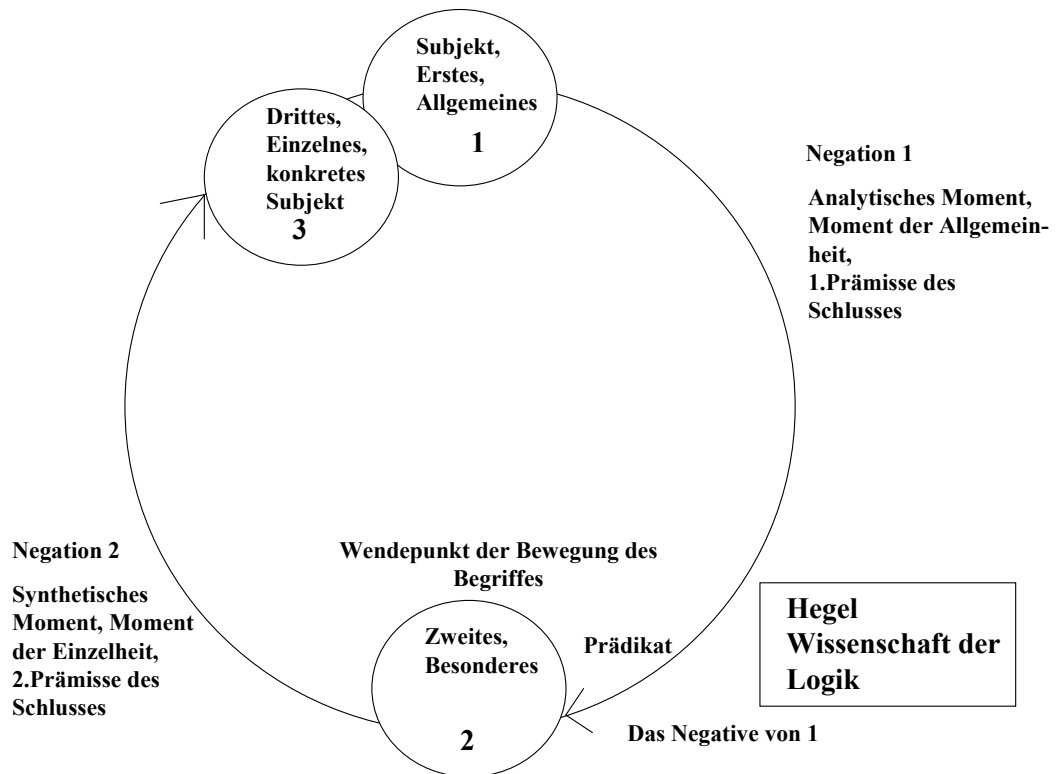 Subjekt,
Erstes,
Allgemeines
1
Drittes,
Einzelnes,
konkretes
Subjekt
3
Negation 1
Analytisches Moment,
Moment der Allgemein-
heit,
1.Prämisse des
Schlusses
Negation 2
Synthetisches
Moment, Moment
der Einzelheit,
2.Prämisse des
Schlusses
Wendepunkt der Bewegung des
Begriffes
Zweites,
Besonderes
2
Prädikat
Das Negative von 1
Hegel
Wissenschaft der
Logik